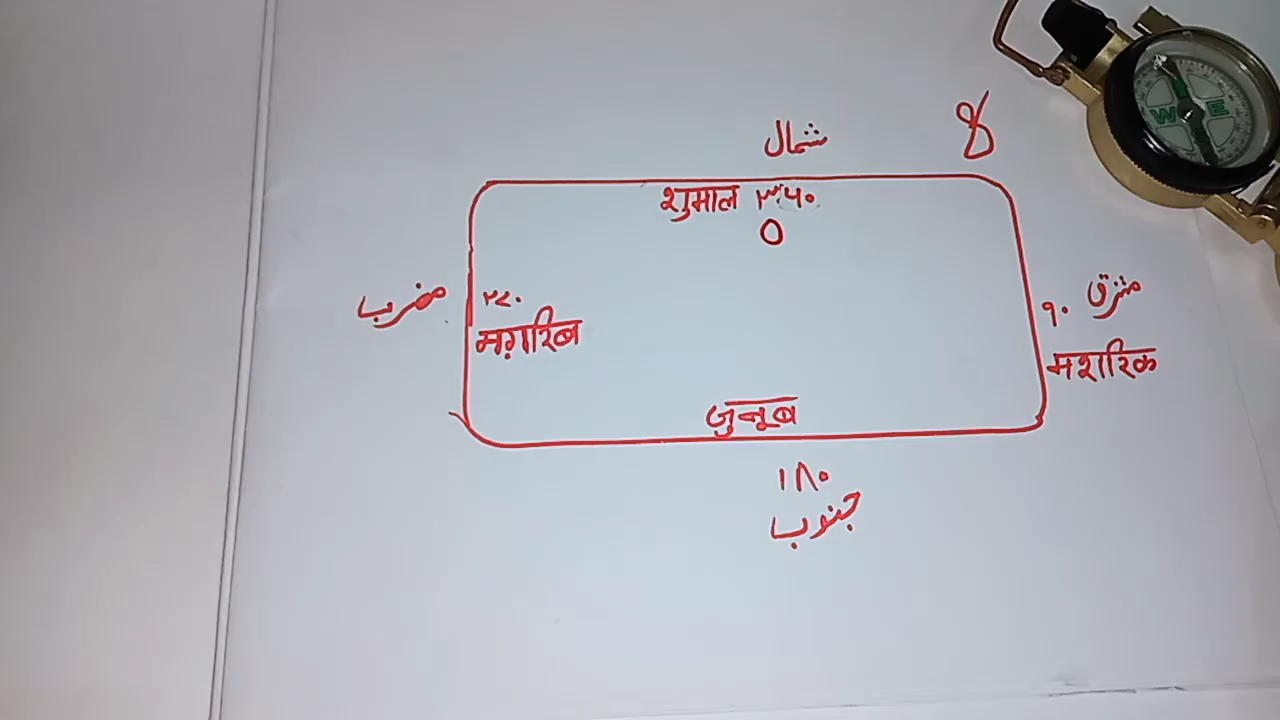 شمال
शुमाल ۳۶۰
0
مغرب
۲۷۰
मग़रिब
مشرق
۹۰
मशरिक
जुनूब
۱۸۰
جنوب
W E